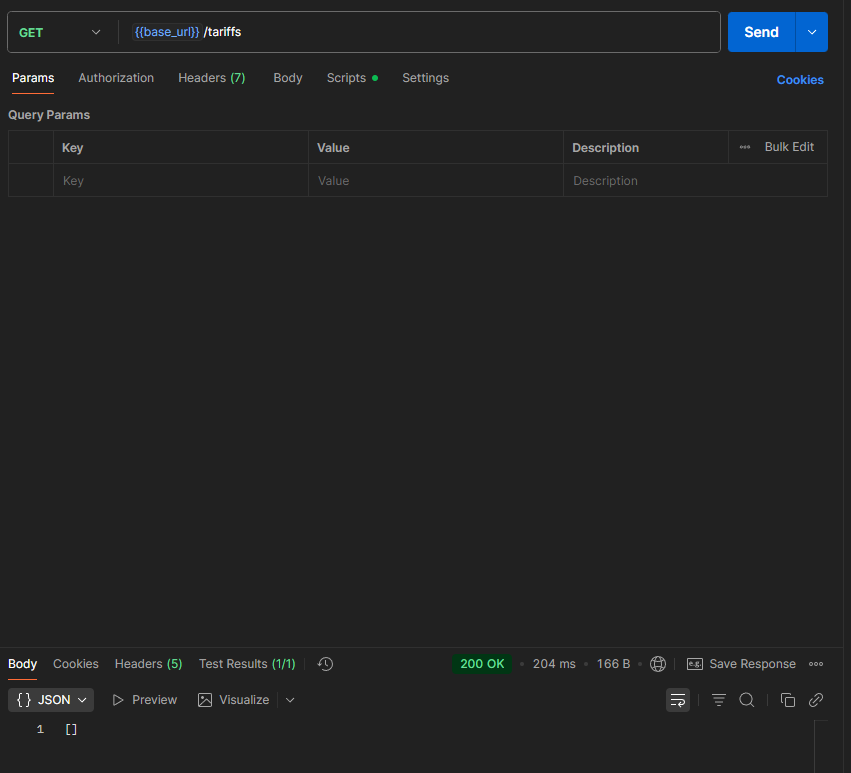 GET {{base_url}} /tariffs Send
Params Authorization Headers (7) Body Scripts Settings Cookies
Query Params
Key Value Description Bulk Edit
Key Value Description
Body Cookies Headers (5) Test Results (1/1) 200 OK 204 ms 166 B e.g. Save Response
{} JSON Preview Visualize
1 []